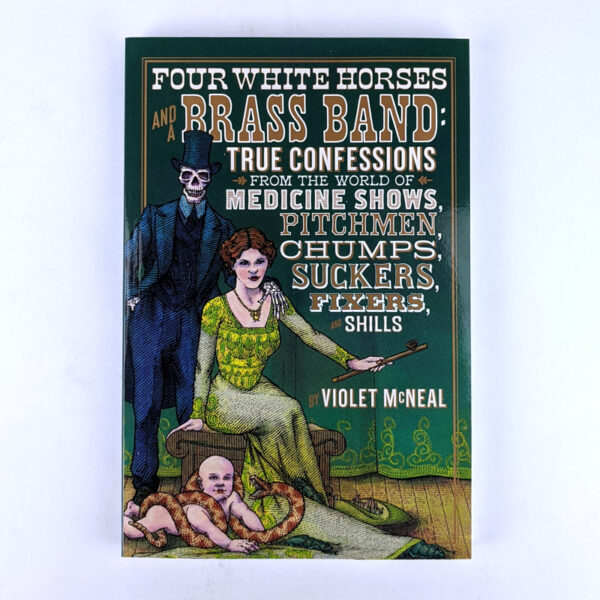 FOUR WHITE HORSES
AND A BRASS BAND:
TRUE CONFESSIONS
FROM THE WORLD OF
MEDICINE SHOWS,
PITCHMEN,
CHUMPS,
SUCKERS,
FIXERS,
AND SHILLS
BY VIOLET McNEAL